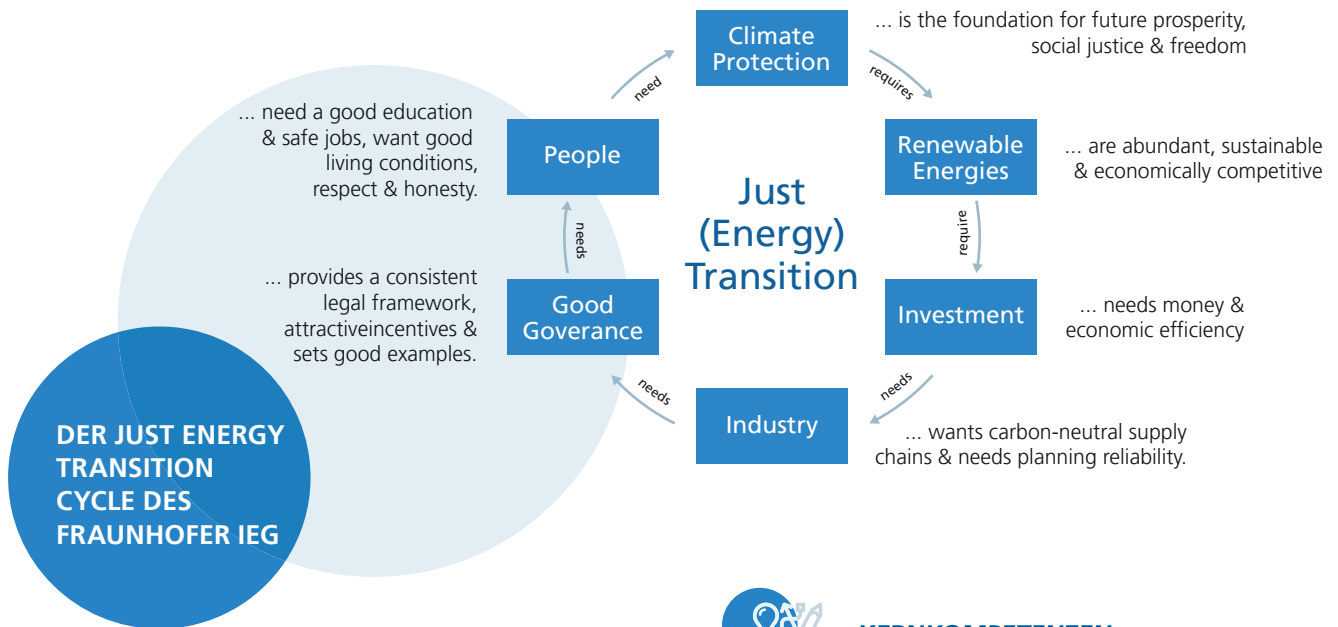 Climate
Protection
... is the foundation for future prosperity,
social justice & freedom
need
requires
... need a good education
& safe jobs, want good
living conditions,
respect & honesty.
People
Renewable
Energies
... are abundant, sustainable
& economically competitive
Just
(Energy)
Transition
needs
require
... provides a consistent
legal framework,
attractiveincentives &
sets good examples.
Good
Goverance
Investment
... needs money &
economic efficiency
needs
needs
Industry
... wants carbon-neutral supply
chains & needs planning reliability.
DER JUST ENERGY
TRANSITION
CYCLE DES
FRAUNHOFER IEG